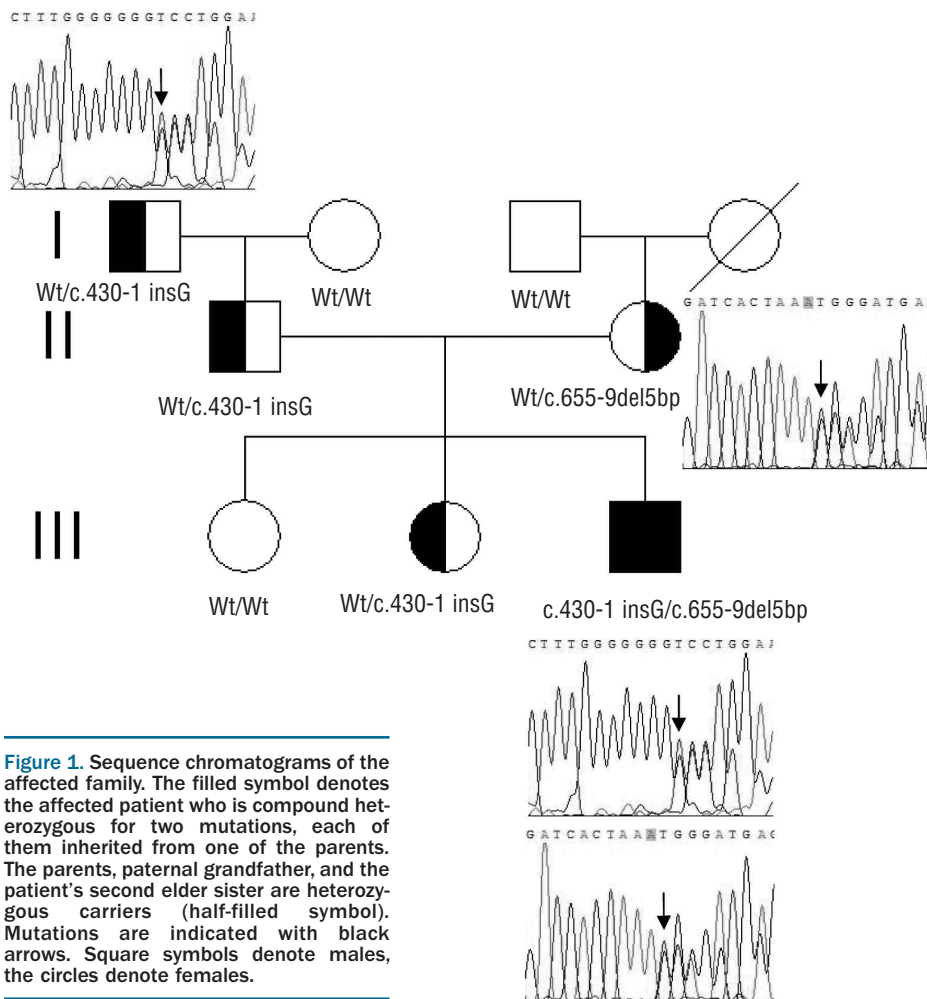 CTTTGGGGGGGTCCTGGA
I
Wt/c.430-1 insG
Wt/Wt
Wt/Wt
GATCACTAAATGGGATGA
II
Wt/c.430-1 insG
Wt/c.655-9del5bp
III
Wt/Wt
Wt/c.430-1 insG
c.430-1 insG/c.655-9del5bp
CTTTGGGGGGGTCCTGGA
GATCACTAAATGGGATGA
Figure 1. Sequence chromatograms of the
affected family. The filled symbol denotes
the affected patient who is compound het-
erozygous for two mutations, each of
them inherited from one of the parents.
The parents, paternal grandfather, and the
patient's second elder sister are heterozy-
gous carriers (half-filled symbol).
Mutations are indicated with black
arrows. Square symbols denote males,
the circles denote females.